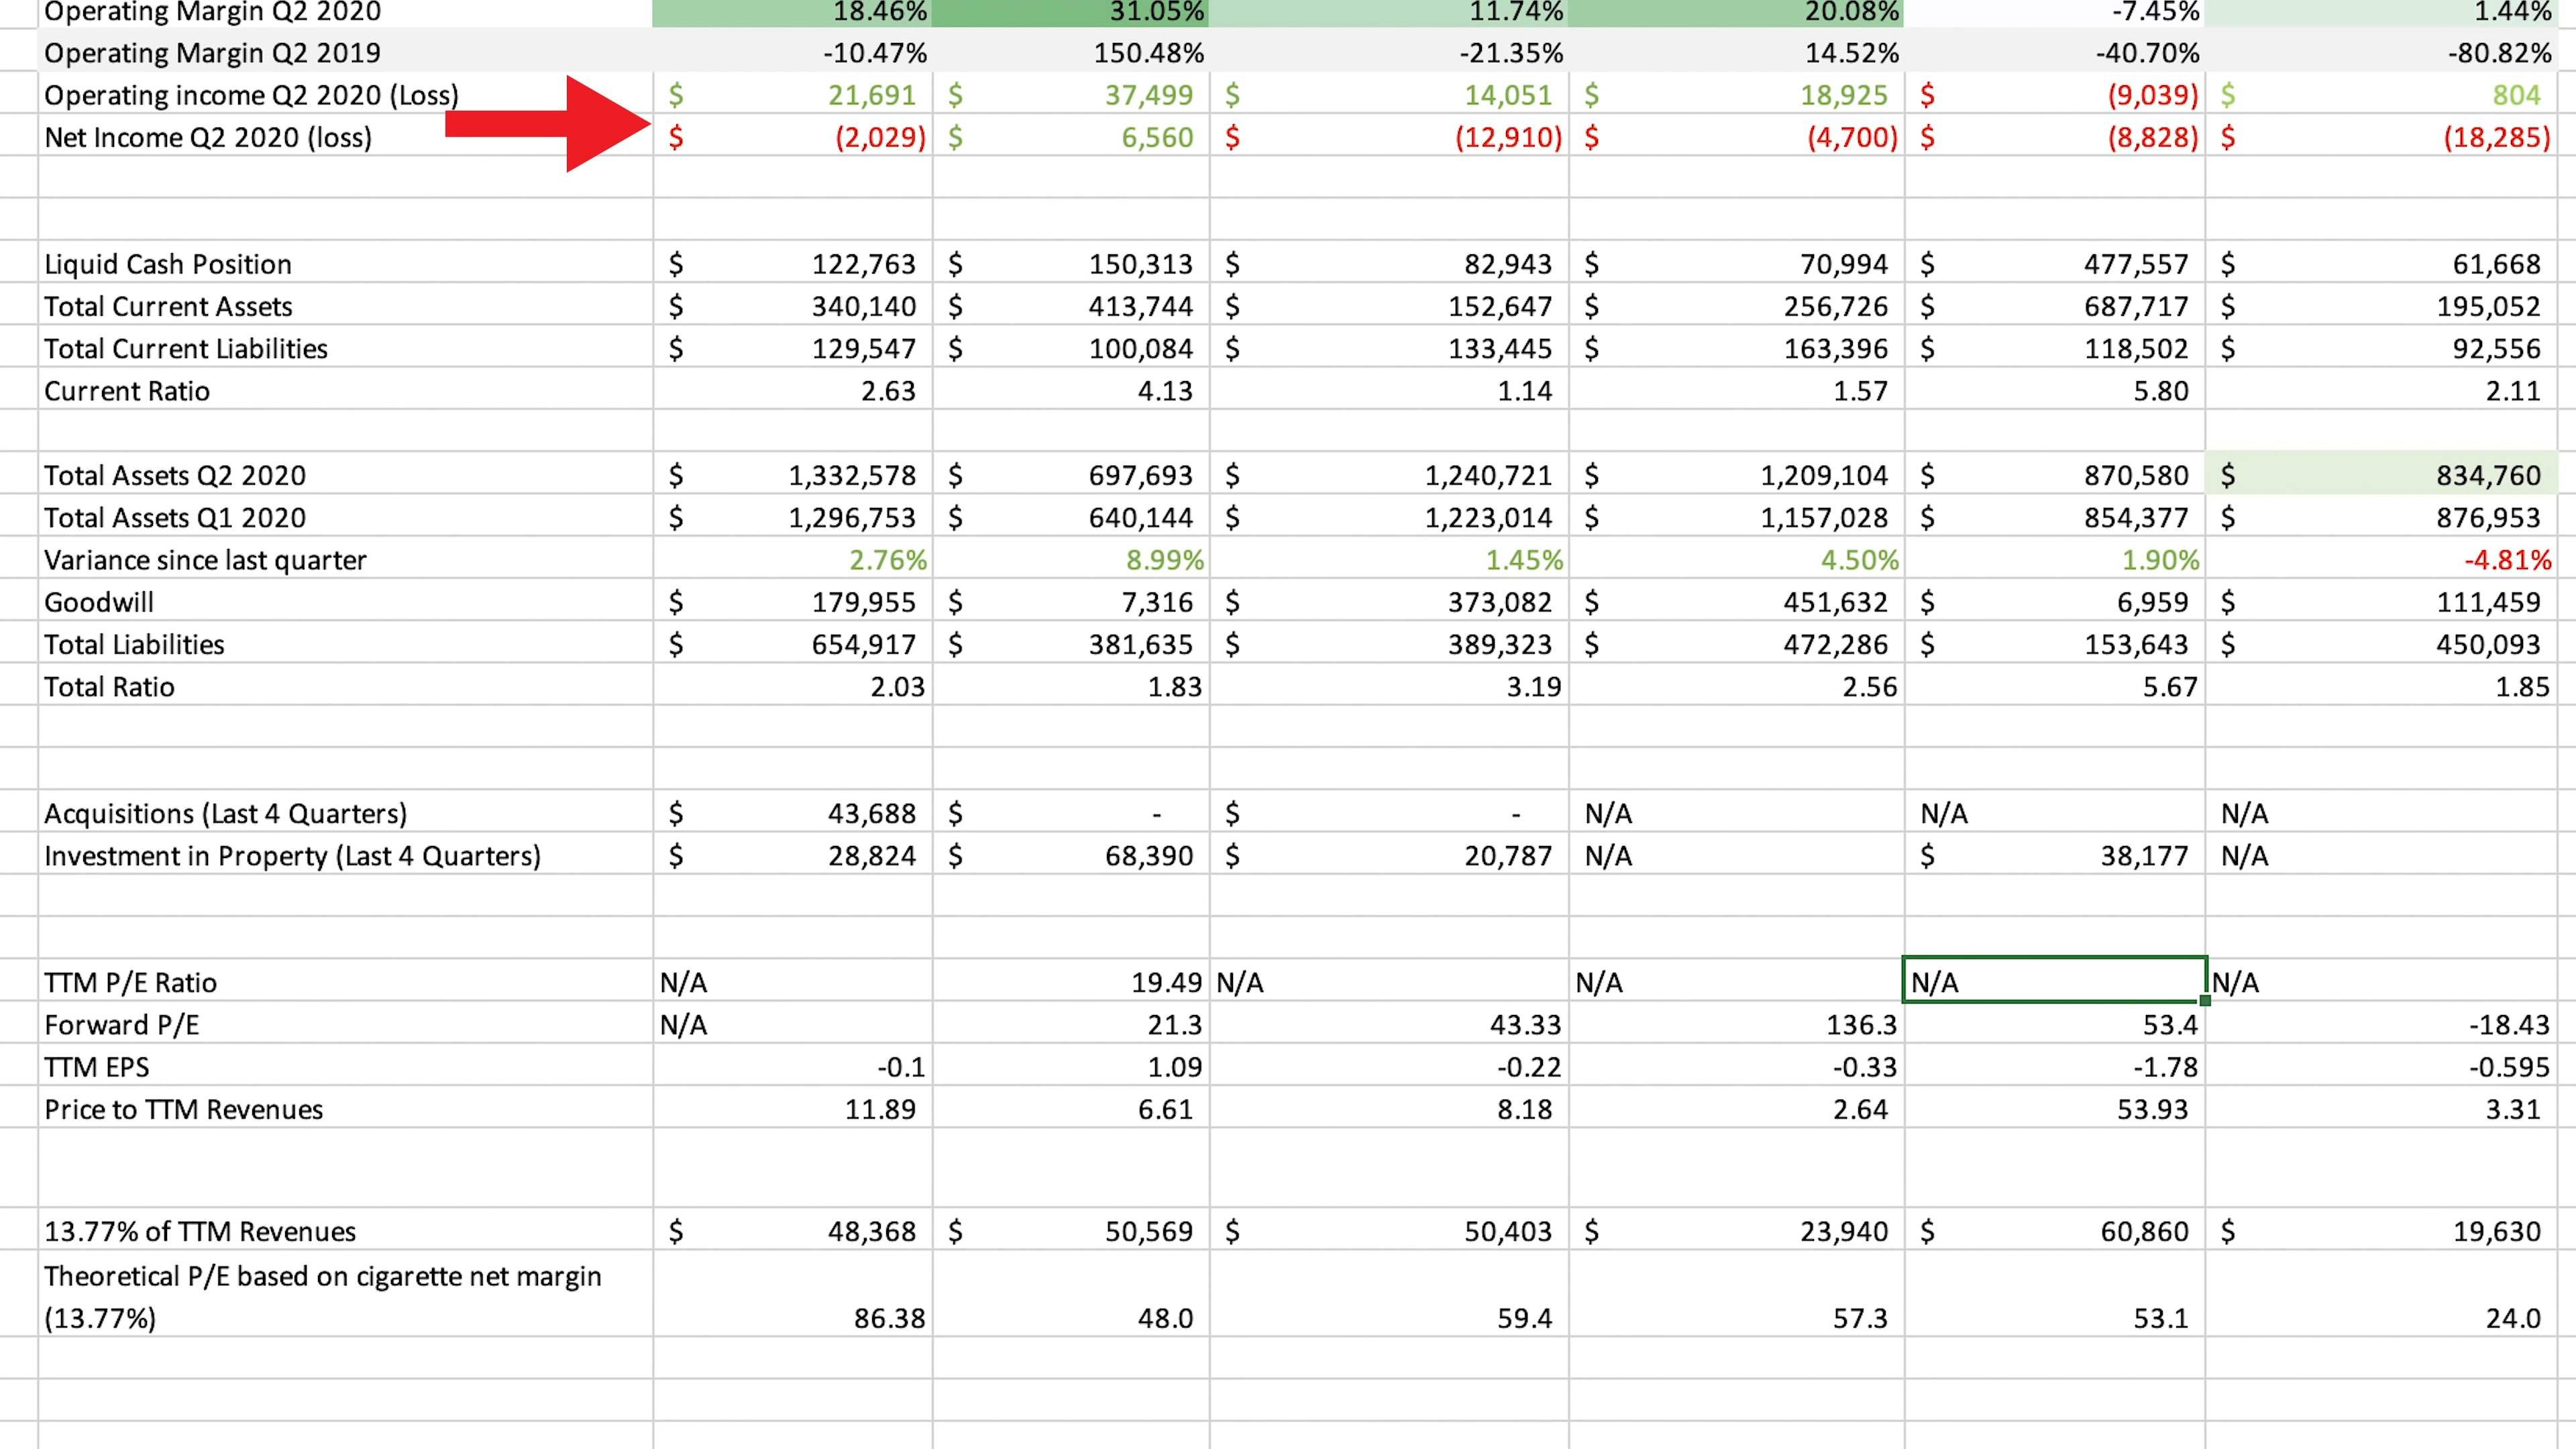 Operating Margin Q2 2020 18.46% 31.05% 11.74% 20.08% -7.45% 1.44%
Operating Margin Q2 2019 -10.47% 150.48% -21.35% 14.52% -40.70% -80.82%
Operating income Q2 2020 (Loss) $ 21,691 $ 37,499 $ 14,051 $ 18,925 $ (9,039) $ 804
Net Income Q2 2020 (loss) $ (2,029) $ 6,560 $ (12,910) $ (4,700) $ (8,828) $ (18,285)
Liquid Cash Position $ 122,763 $ 150,313 $ 82,943 $ 70,994 $ 477,557 $ 61,668
Total Current Assets $ 340,140 $ 413,744 $ 152,647 $ 256,726 $ 687,717 $ 195,052
Total Current Liabilities $ 129,547 $ 100,084 $ 133,445 $ 163,396 $ 118,502 $ 92,556
Current Ratio 2.63 4.13 1.14 1.57 5.80 2.11
Total Assets Q2 2020 $ 1,332,578 $ 697,693 $ 1,240,721 $ 1,209,104 $ 870,580 $ 834,760
Total Assets Q1 2020 $ 1,296,753 $ 640,144 $ 1,223,014 $ 1,157,028 $ 854,377 $ 876,953
Variance since last quarter 2.76% 8.99% 1.45% 4.50% 1.90% -4.81%
Goodwill $ 179,955 $ 7,316 $ 373,082 $ 451,632 $ 6,959 $ 111,459
Total Liabilities $ 654,917 $ 381,635 $ 389,323 $ 472,286 $ 153,643 $ 450,093
Total Ratio 2.03 1.83 3.19 2.56 5.67 1.85
Acquisitions (Last 4 Quarters) $ 43,688 $ - $ - N/A N/A N/A
Investment in Property (Last 4 Quarters) $ 28,824 $ 68,390 $ 20,787 N/A $ 38,177 N/A
TTM P/E Ratio N/A 19.49 N/A N/A N/A N/A
Forward P/E N/A 21.3 43.33 136.3 53.4 -18.43
TTM EPS -0.1 1.09 -0.22 -0.33 -1.78 -0.595
Price to TTM Revenues 11.89 6.61 8.18 2.64 53.93 3.31
13.77% of TTM Revenues $ 48,368 $ 50,569 $ 50,403 $ 23,940 $ 60,860 $ 19,630
Theoretical P/E based on cigarette net margin
(13.77%) 86.38 48.0 59.4 57.3 53.1 24.0